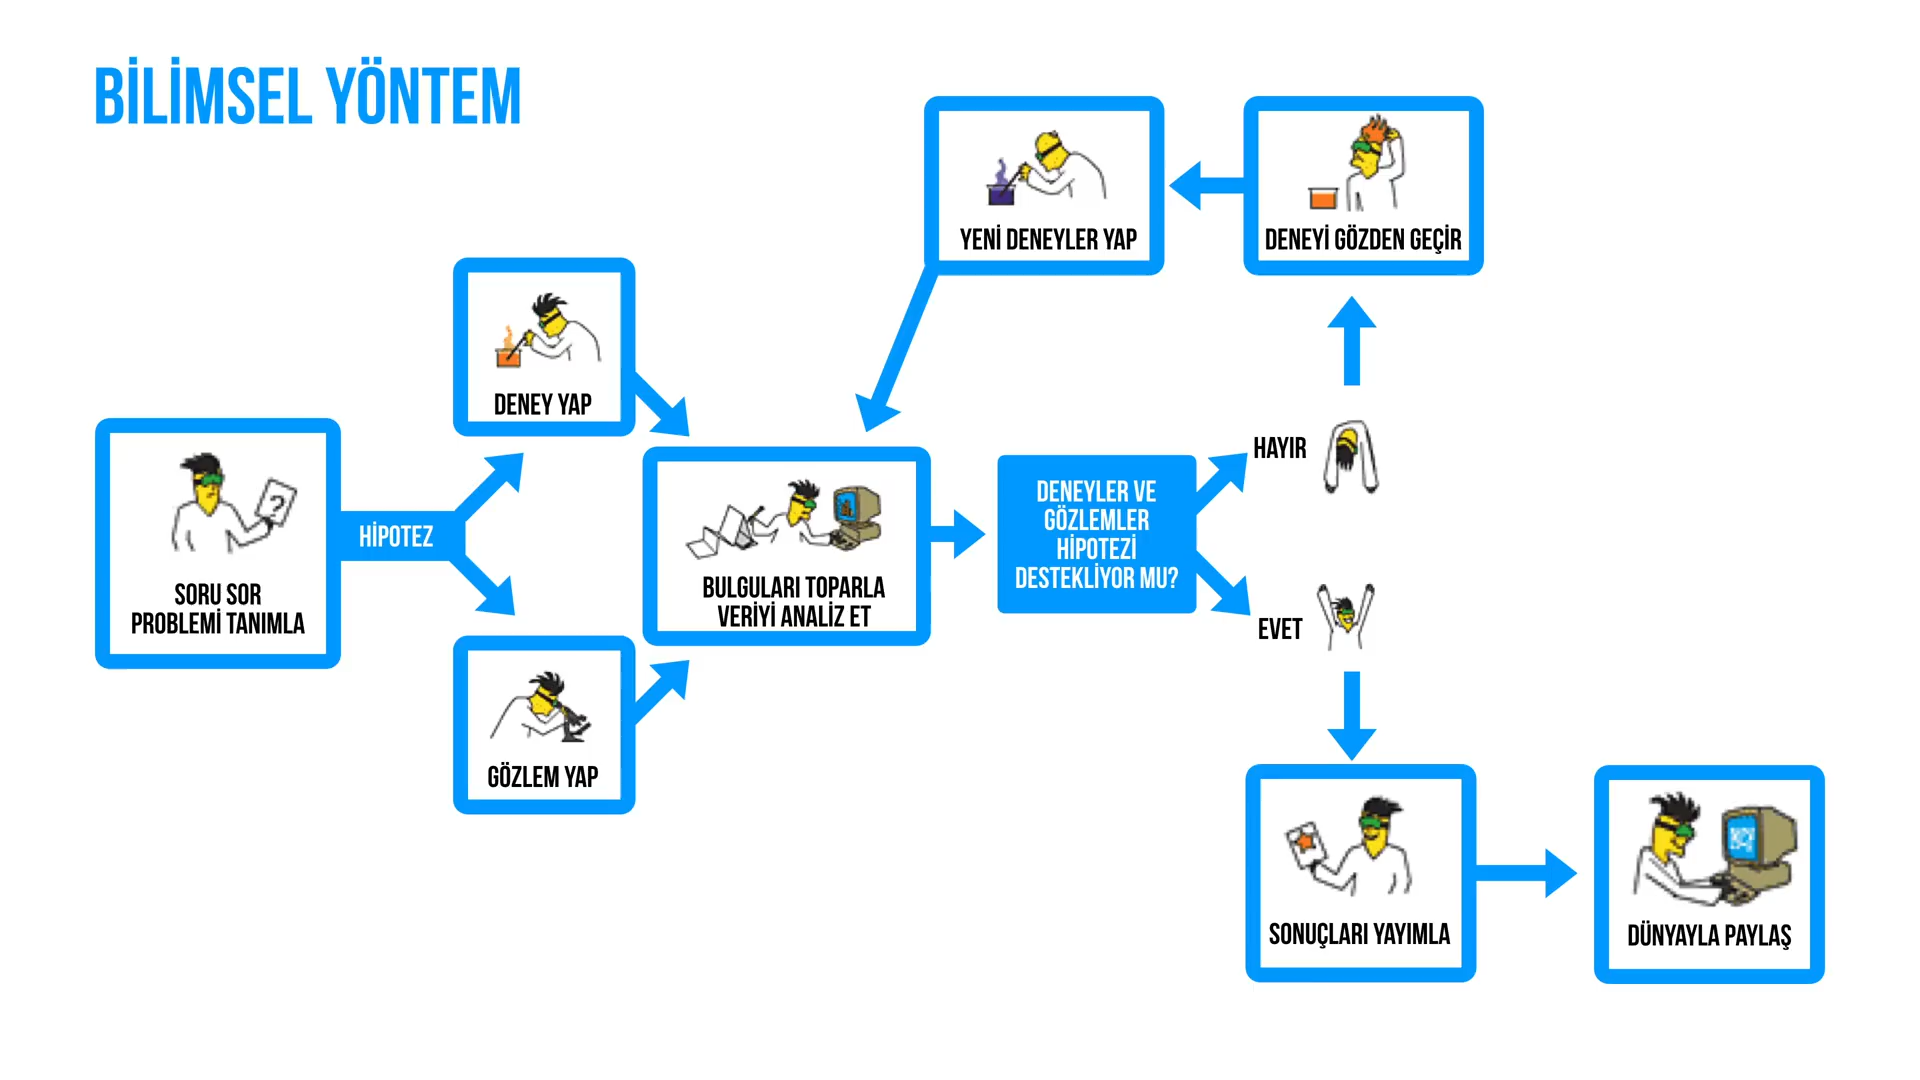 BİLİMSEL YÖNTEM
SORU SOR
PROBLEMİ TANIMLA
?
HİPOTEZ
DENEY YAP
GÖZLEM YAP
BULGULARI TOPARLA
VERİYİ ANALİZ ET
DENEYLER VE
GÖZLEMLER
HİPOTEZİ
DESTEKLİYOR MU?
HAYIR
DENEYİ GÖZDEN GEÇİR
YENİ DENEYLER YAP
EVET
SONUÇLARI YAYIMLA
DÜNYAYLA PAYLAŞ